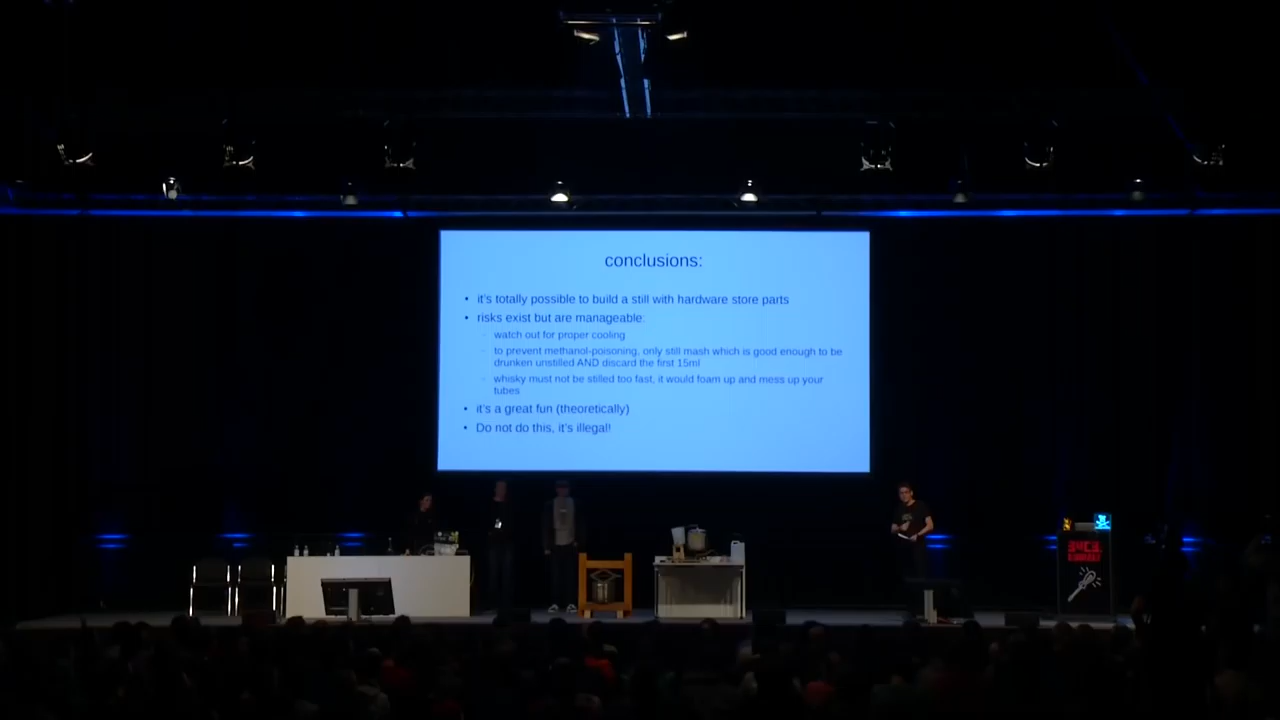 conclusions:
• it's totally possible to build a still with hardware store parts
• risks exist but are manageable:
- watch out for proper cooling
- to prevent methanol-poisoning, only still mash which is good enough to be
drunken unstilled AND discard the first 15ml
- whisky must not be stilled too fast, it would foam up and mess up your
tubes
• it's a great fun (theoretically)
• Do not do this, it's illegal!